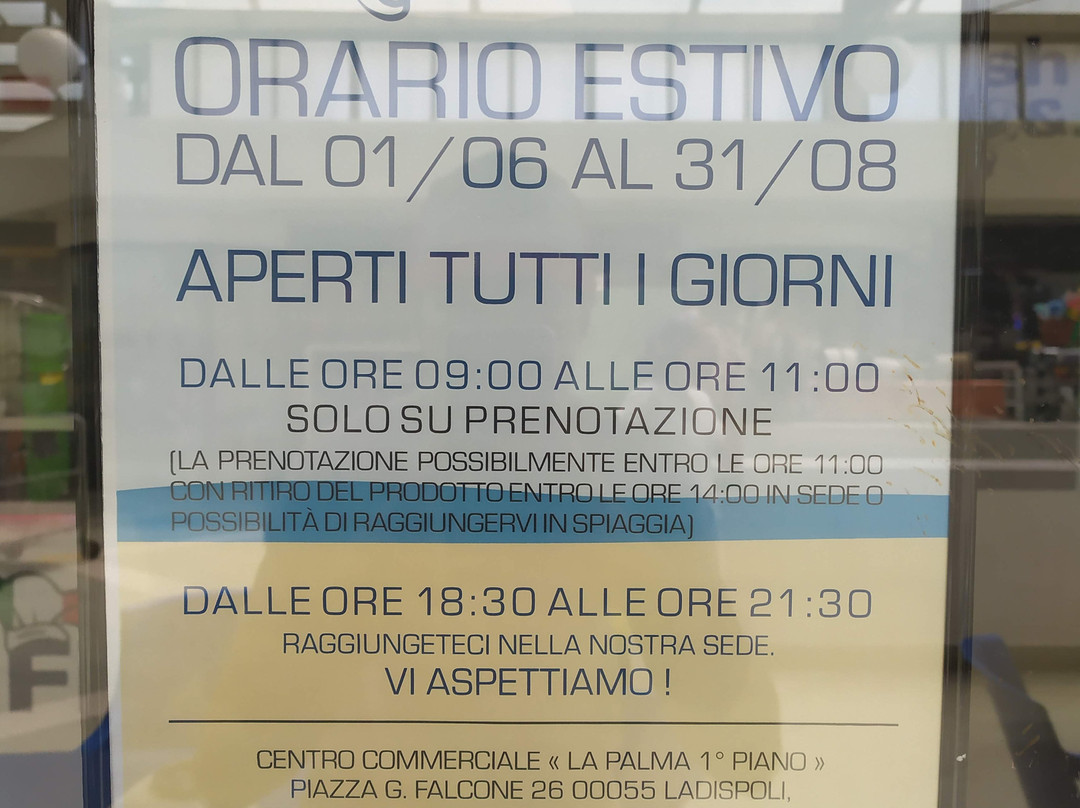 ORARIO ESTIVO
DAL 01/06 AL 31/08
APERTI TUTTI I GIORNI
DALLE ORE 09:00 ALLE ORE 11:00
SOLO SU PRENOTAZIONE
(LA PRENOTAZIONE POSSIBILMENTE ENTRO LE ORE 11:00
CON RITIRO DEL PRODOTTO ENTRO LE ORE 14:00 IN SEDE O
POSSIBILITÀ DI RAGGIUNGERVI IN SPIAGGIA)
DALLE ORE 18:30 ALLE ORE 21:30
RAGGIUNGETECI NELLA NOSTRA SEDE.
VI ASPETTIAMO !
CENTRO COMMERCIALE « LA PALMA 1° PIANO »
PIAZZA G. FALCONE 26 00055 LADISPOLI,